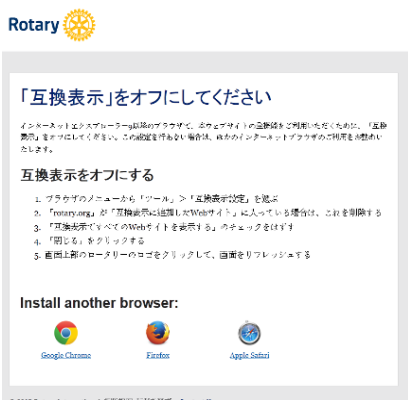 Rotary
「互換表示」をオフにしてください
インターネットエクスプローラー9以降のブラウザで、本ウェブサイトの全機能をご利用いただくために、「互換
表示」をオフにしてください。この設定を行わない場合は、ほかのインターネットブラウザのご利用をお勧めい
たします。
互換表示をオフにする
1. ブラウザのメニューから「ツール」＞「互換表示設定」を選ぶ
2. 「rotary.org」が「互換表示に追加したWebサイト」に入っている場合は、これを削除する
3. 「互換表示ですべてのWebサイトを表示する」のチェックをはずす
4. 「閉じる」をクリックする
5. 画面上部のロータリーのロゴをクリックして、画面をリフレッシュする
Install another browser:
Google Chrome
Firefox
Apple Safari